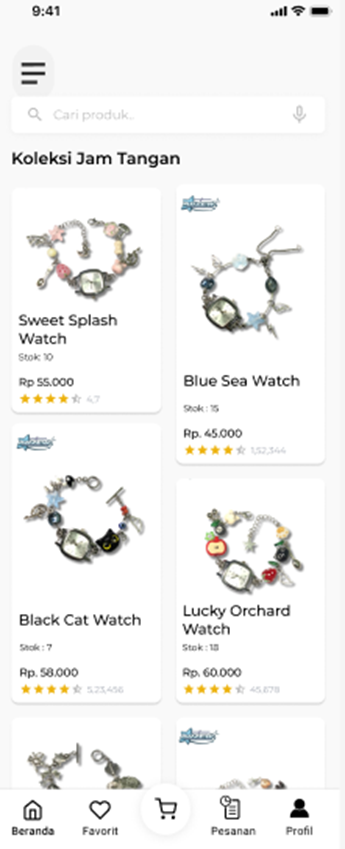 9:41
Cari produk..
Koleksi Jam Tangan
Sweet Splash
Watch
Stok: 10
Rp 55.000
4,7
Blue Sea Watch
Stok : 15
Rp. 45.000
1,52,344
Black Cat Watch
Stok : 7
Rp. 58.000
5,23,456
Lucky Orchard
Watch
Stok : 18
Rp. 60.000
45,678
Beranda
Favorit
Pesanan
Profil